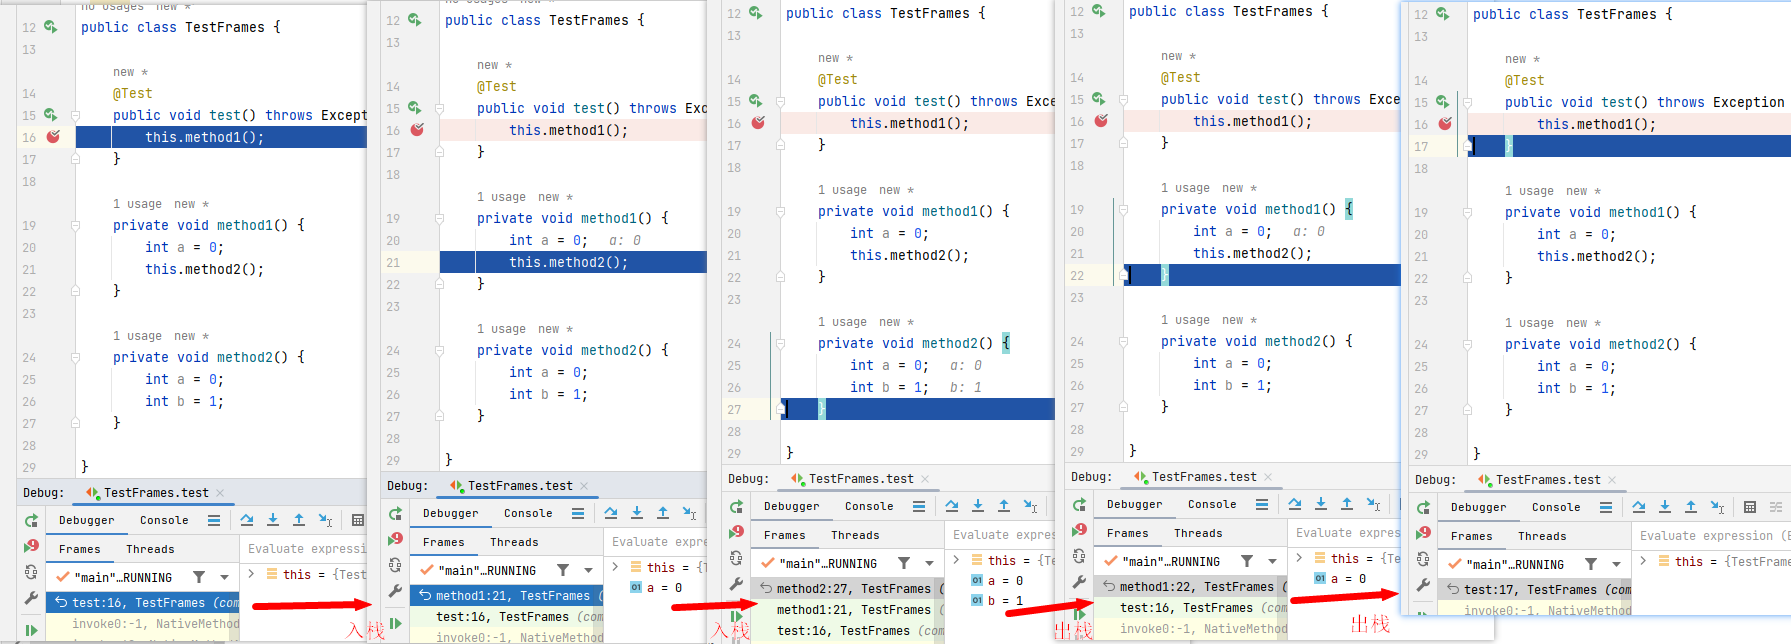 no usages new *
12 public class TestFrames {
13
new *
14 @Test
15 public void test() throws Except
16 this.method1();
17 }
18
1 usage new *
19 private void method1() {
20 int a = 0;
21 this.method2();
22 }
23
1 usage new *
24 private void method2() {
25 int a = 0;
26 int b = 1;
27 }
28
29 }
Debug: TestFrames.test ×
Debugger Console
Frames Threads
Evaluate expressi
"main"…RUNNING
this = {Test
test:16, TestFrames (com
invoke0:-1, NativeMethod
入栈
12 public class TestFrames {
13
new *
14 @Test
15 public void test() throws Exc
16 this.method1();
17 }
18
1 usage new *
19 private void method1() {
20 int a = 0; a: 0
21 this.method2();
22 }
23
1 usage new *
24 private void method2() {
25 int a = 0;
26 int b = 1;
27 }
28
29 }
Debug: TestFrames.test ×
Debugger Console
Frames Threads
Evaluate expre
"main"…RUNNING
this = {T
a = 0
method1:21, TestFrames (
test:16, TestFrames (com
invoke0:-1, NativeMethod
入栈
12 public class TestFrames {
13
new *
14 @Test
15 public void test() throws Exce
16 this.method1();
17 }
18
1 usage new *
19 private void method1() {
20 int a = 0;
21 this.method2();
22 }
23
1 usage new *
24 private void method2() {
25 int a = 0; a: 0
26 int b = 1; b: 1
27 }
28
29 }
Debug: TestFrames.test ×
Debugger Console
Frames Threads
Evaluate expres
"main"…RUNNING
this = {Te
a = 0
b = 1
method2:27, TestFrames (
method1:21, TestFrames (
test:16, TestFrames (com
出栈
12 public class TestFrames {
13
new *
14 @Test
15 public void test() throws Exce
16 this.method1();
17 }
18
1 usage new *
19 private void method1() {
20 int a = 0; a: 0
21 this.method2();
22 }
23
1 usage new *
24 private void method2() {
25 int a = 0;
26 int b = 1;
27 }
28
29 }
Debug: TestFrames.test ×
Debugger Console
Frames Threads
Evaluate expres
"main"…RUNNING
this = {Te
a = 0
method1:22, TestFrames (
test:16, TestFrames (com
invoke0:-1, NativeMethod
出栈
12 public class TestFrames {
13
new *
14 @Test
15 public void test() throws Exception
16 this.method1();
17 }
18
1 usage new *
19 private void method1() {
20 int a = 0;
21 this.method2();
22 }
23
1 usage new *
24 private void method2() {
25 int a = 0;
26 int b = 1;
27 }
28
29 }
Debug: TestFrames.test ×
Debugger Console
Frames Threads
Evaluate expression (E
"main"…RUNNING
this = {TestFrame
test:17, TestFrames (com
invoke0:-1, NativeMethod